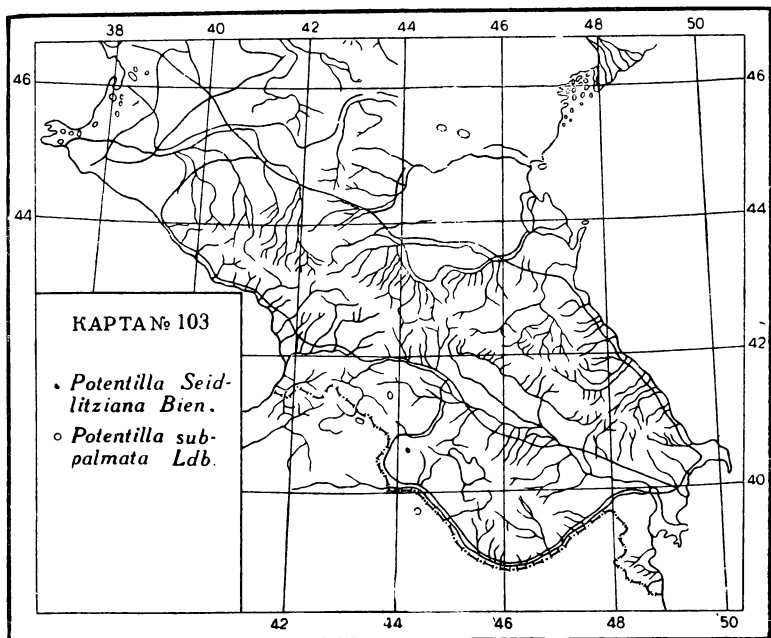 38 40 42 44 46 48 50
46 46
44 44
КАРТА № 103
42
• Potentilla Seid-
litziana Bien.
○ Potentilla sub-
palmata Ldb.
40
42 44 46 48 50